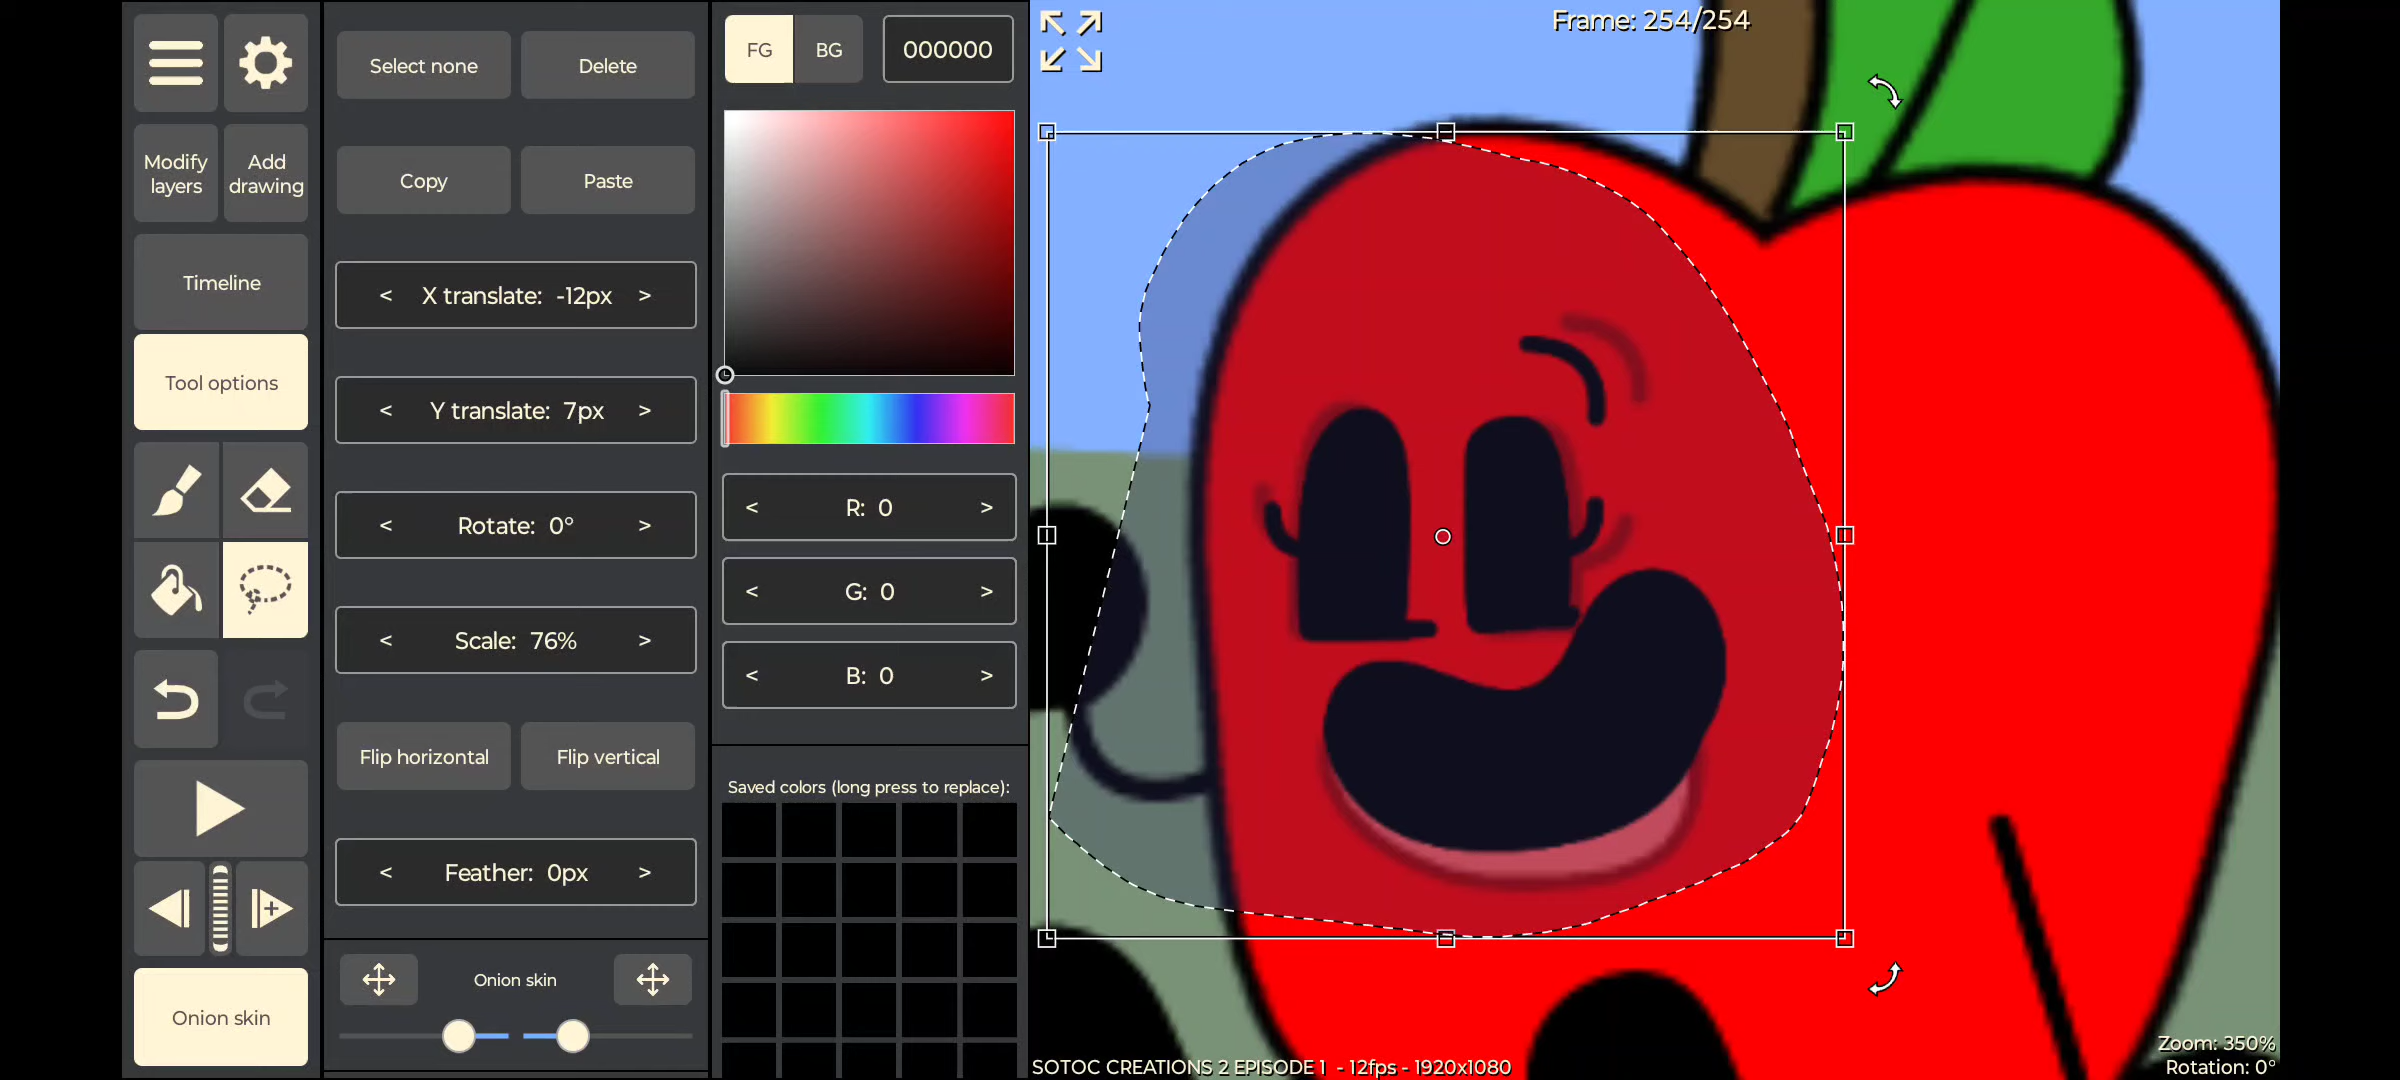 Modify
layers
Add
drawing
Timeline
Tool options
Onion skin
Select none
Delete
Copy
Paste
< X translate: -12px >
< Y translate: 7px >
< Rotate: 0° >
< Scale: 76% >
Flip horizontal
Flip vertical
< Feather: 0px >
Onion skin
FG
BG
000000
< R: 0 >
< G: 0 >
< B: 0 >
Saved colors (long press to replace):
Frame: 254/254
SOTOC CREATIONS 2 EPISODE 1 - 12fps - 1920x1080
Zoom: 350%
Rotation: 0°